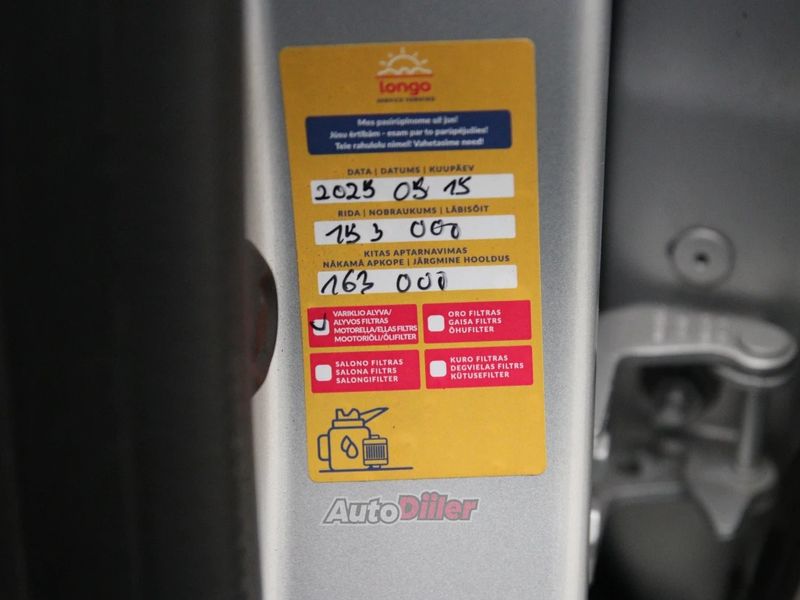 longo
Mes pasirūpinome už jus!
Jūsu ērtībām - esam par to parūpējušies!
Teie rahulolu nimel! Vahetasime need!
DATA | DATUMS | KUUPÄEV
2025 05 15
RIDA | NOBRAUKUMS | LÄBISÕIT
153 000
KITAS APTARNAVIMAS
NĀKAMĀ APKOPE | JÄRGMINE HOOLDUS
163 000
VARIKLIO ALYVA/
ALYVOS FILTRAS
MOTORELLA/EĻĻAS FILTRS
MOOTORIÕLI/ÕLIFILTER
ORO FILTRAS
GAISA FILTRS
ÕHUFILTER
SALONO FILTRAS
SALONA FILTRS
SALONGIFILTER
KURO FILTRAS
DEGVIELAS FILTRS
KÜTUSEFILTER
AutoDiiler